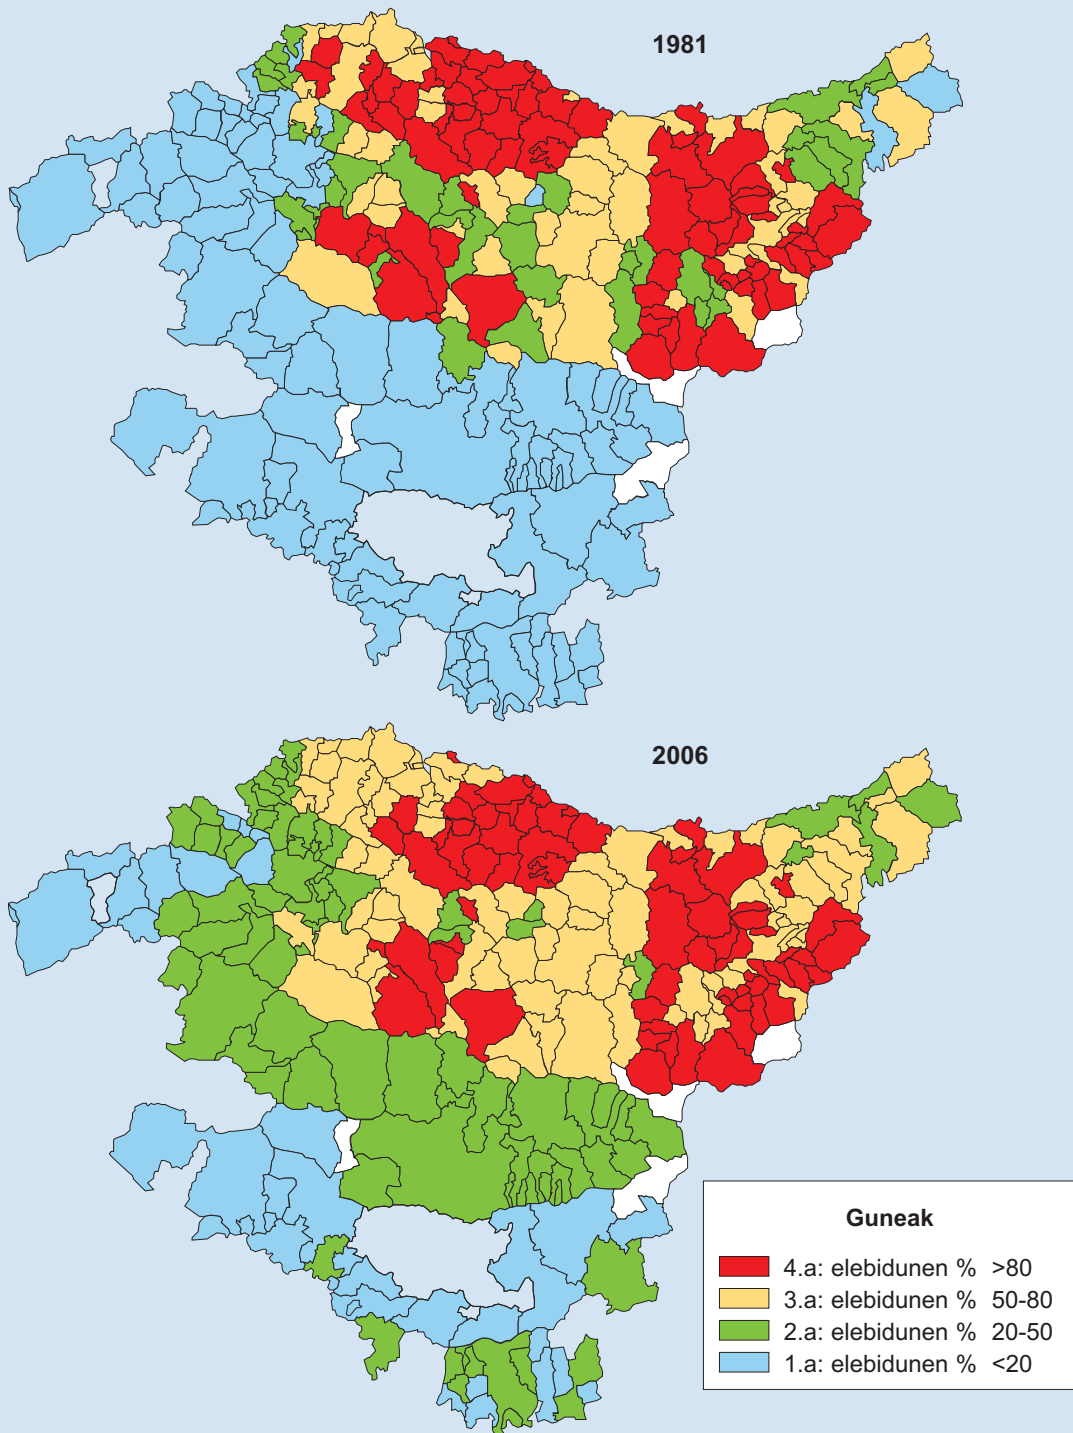 1981
2006
Guneak
4.a: elebidunen % >80
3.a: elebidunen % 50-80
2.a: elebidunen % 20-50
1.a: elebidunen % <20